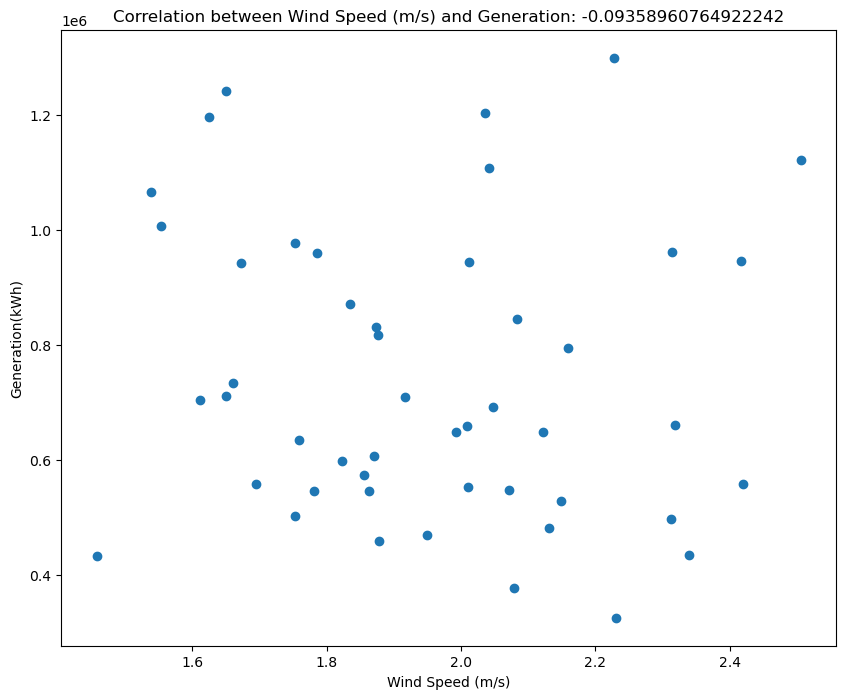 Correlation between Wind Speed (m/s) and Generation: -0.09358960764922242
1e6
1.2
1.0
0.8
0.6
0.4
Generation(kWh)
1.6 1.8 2.0 2.2 2.4
Wind Speed (m/s)